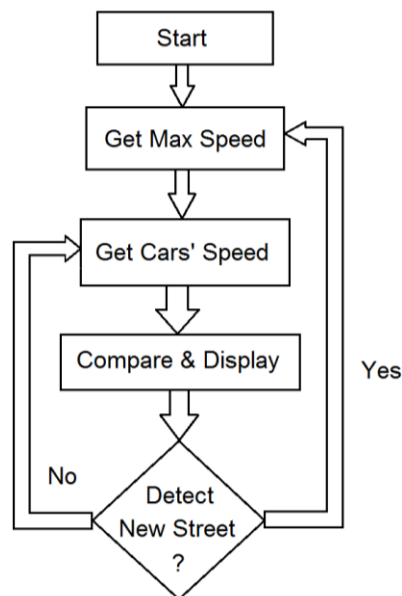 Start
Get Max Speed
Get Cars' Speed
Compare & Display
Yes
No
Detect
New Street
?